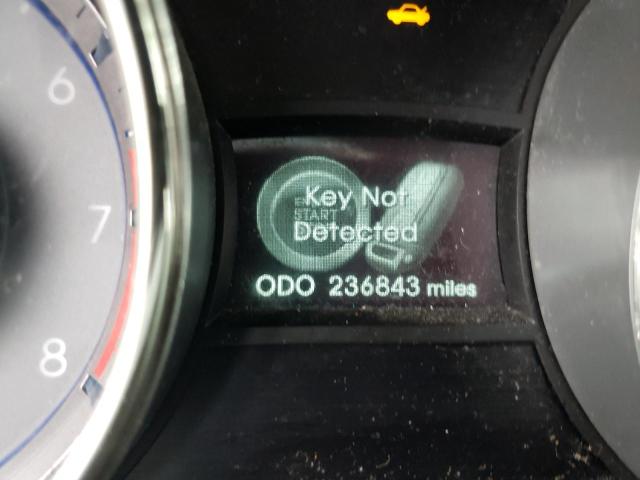 6
7
8
Key Not
START
Detected
ODO 236843 miles